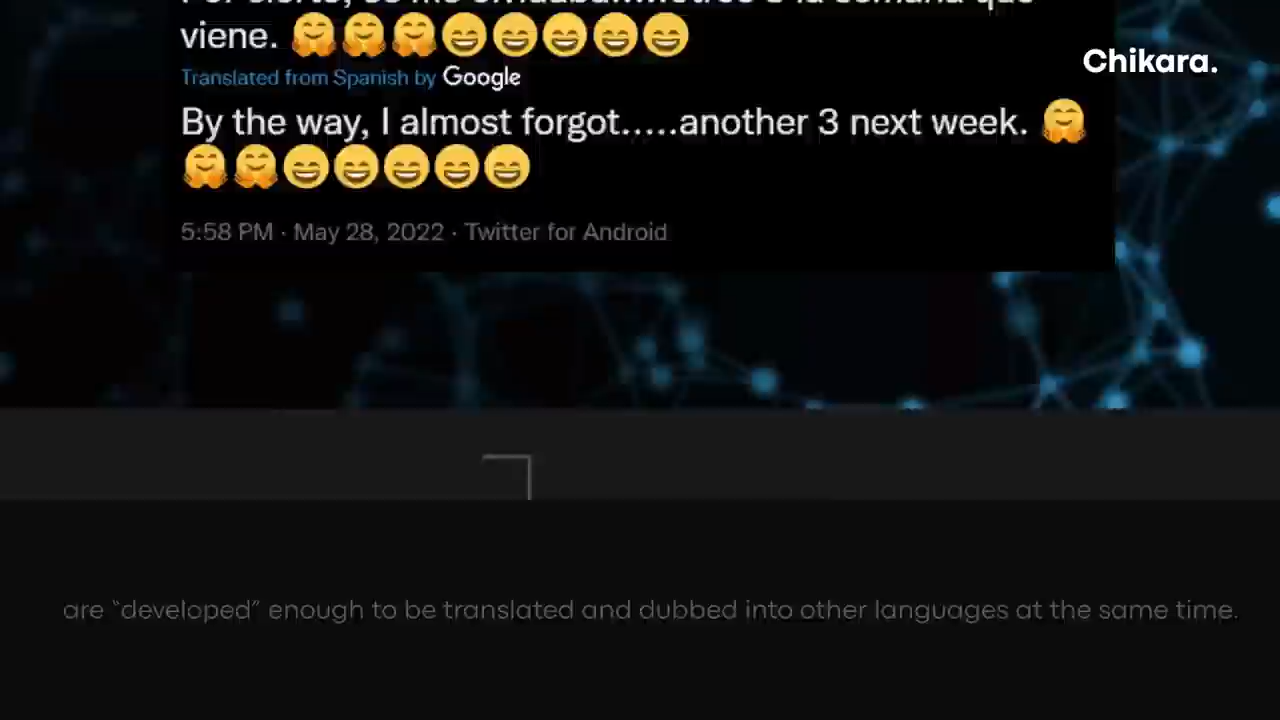 viene. 🤗🤗🤗😄😄😄😄😄
Chikara.
Translated from Spanish by Google
By the way, I almost forgot.....another 3 next week. 🤗
🤗🤗😄😄😄😄😄
5:58 PM · May 28, 2022 · Twitter for Android
are “developed” enough to be translated and dubbed into other languages at the same time.